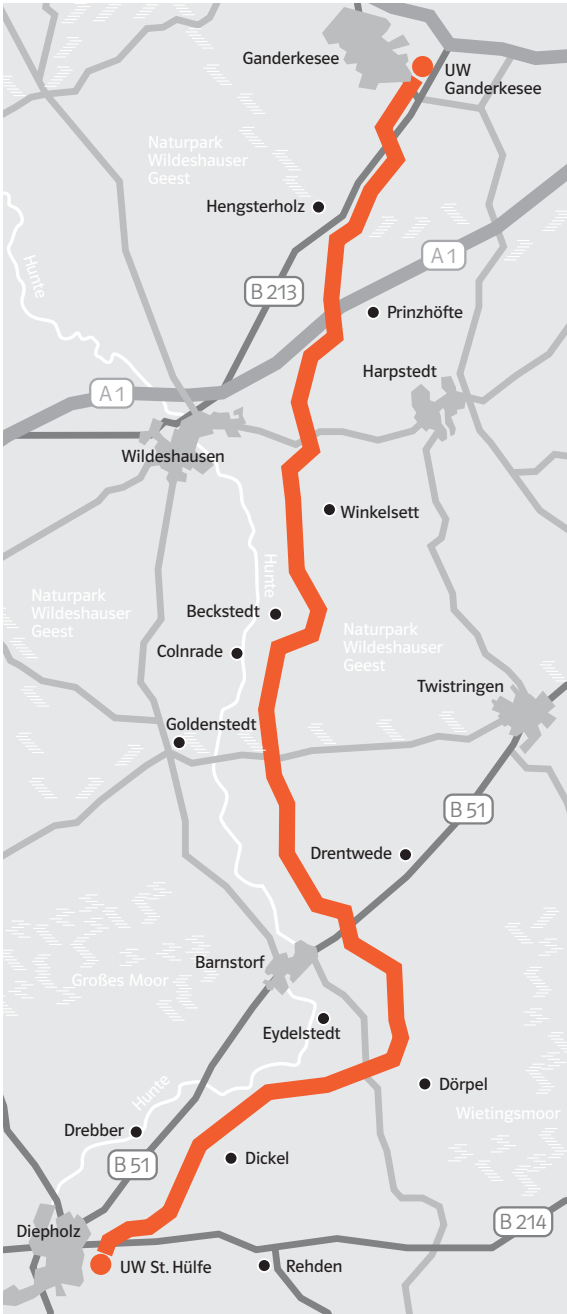 Ganderkesee
UW
Ganderkesee
Naturpark
Wildeshauser
Geest
Hengsterholz
Hunte
A 1
B 213
Prinzhöfte
Harpstedt
A 1
Wildeshausen
Winkelsett
Hunte
Beckstedt
Naturpark
Wildeshauser
Geest
Naturpark
Wildeshauser
Geest
Colnrade
Twistringen
Goldenstedt
B 51
Drentwede
Barnstorf
Großes Moor
Eydelstedt
Dörpel
Hunte
Wietingsmoor
Drebber
B 51
Dickel
Diepholz
B 214
UW St. Hülfe
Rehden